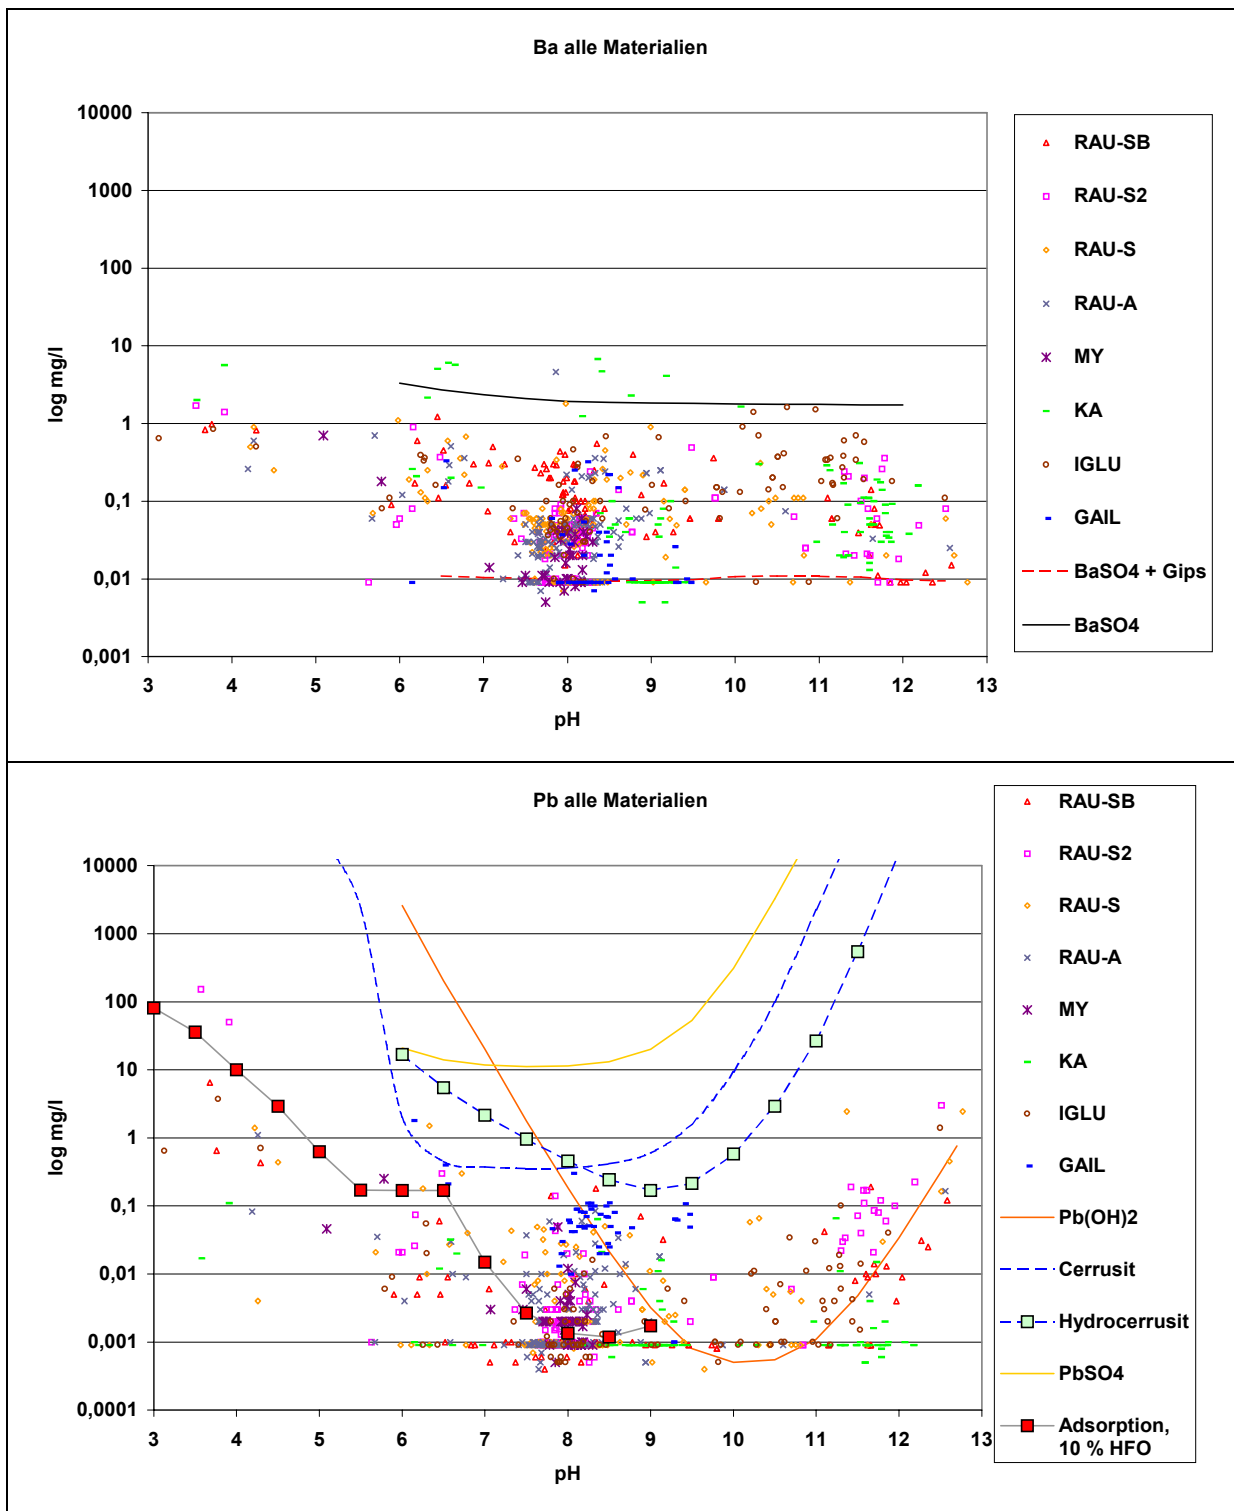 Ba alle Materialien
10000
1000
100
10
1
0,1
0,01
0,001
log mg/l
3 4 5 6 7 8 9 10 11 12 13
pH
RAU-SB
RAU-S2
RAU-S
RAU-A
MY
KA
IGLU
GAIL
BaSO4 + Gips
BaSO4
Pb alle Materialien
10000
1000
100
10
1
0,1
0,01
0,001
0,0001
log mg/l
3 4 5 6 7 8 9 10 11 12 13
pH
RAU-SB
RAU-S2
RAU-S
RAU-A
MY
KA
IGLU
GAIL
Pb(OH)2
Cerrusit
Hydrocerrusit
PbSO4
Adsorption,
10 % HFO